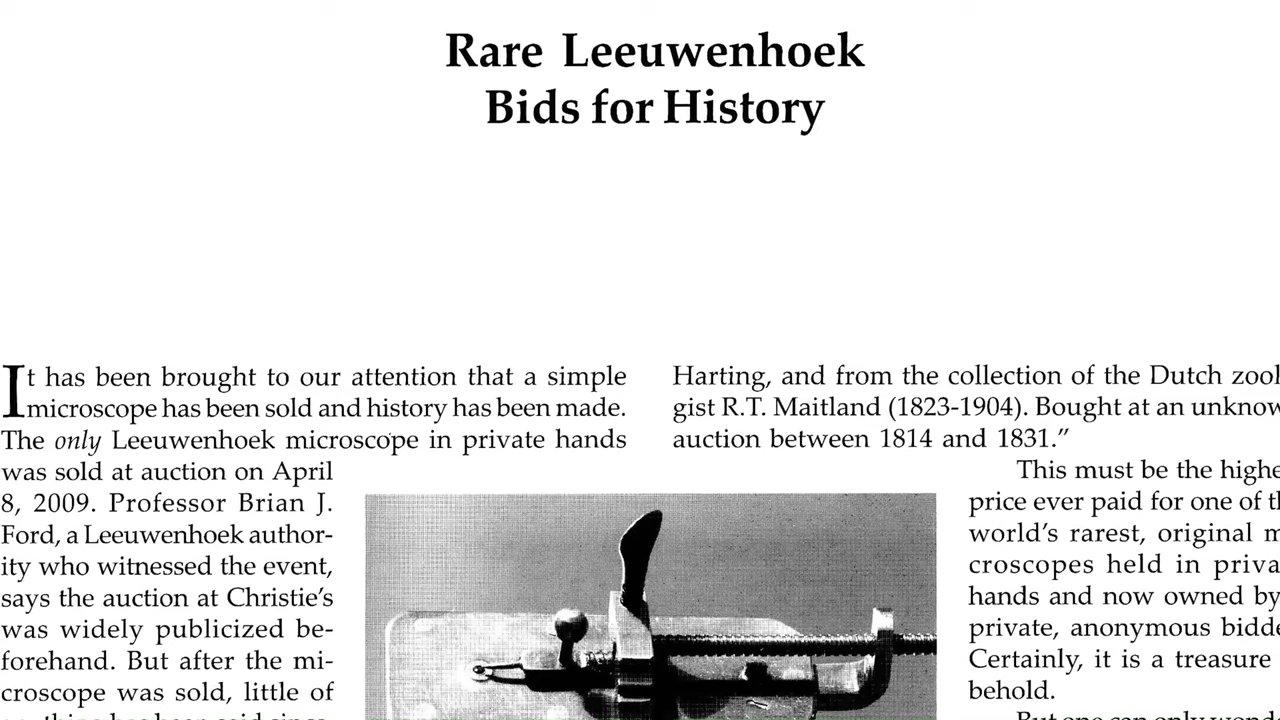 Rare Leeuwenhoek
Bids for History
It has been brought to our attention that a simple
microscope has been sold and history has been made.
The only Leeuwenhoek microscope in private hands
was sold at auction on April
8, 2009. Professor Brian J.
Ford, a Leeuwenhoek author-
ity who witnessed the event,
says the auction at Christie's
was widely publicized be-
forehand. But after the mi-
croscope was sold, little of
Harting, and from the collection of the Dutch zool
gist R.T. Maitland (1823-1904). Bought at an unknow
auction between 1814 and 1831."
This must be the highe
price ever paid for one of th
world's rarest, original m
croscopes held in priva
hands and now owned by
private, anonymous bidde
Certainly, it is a treasure
behold.
But one can only wond